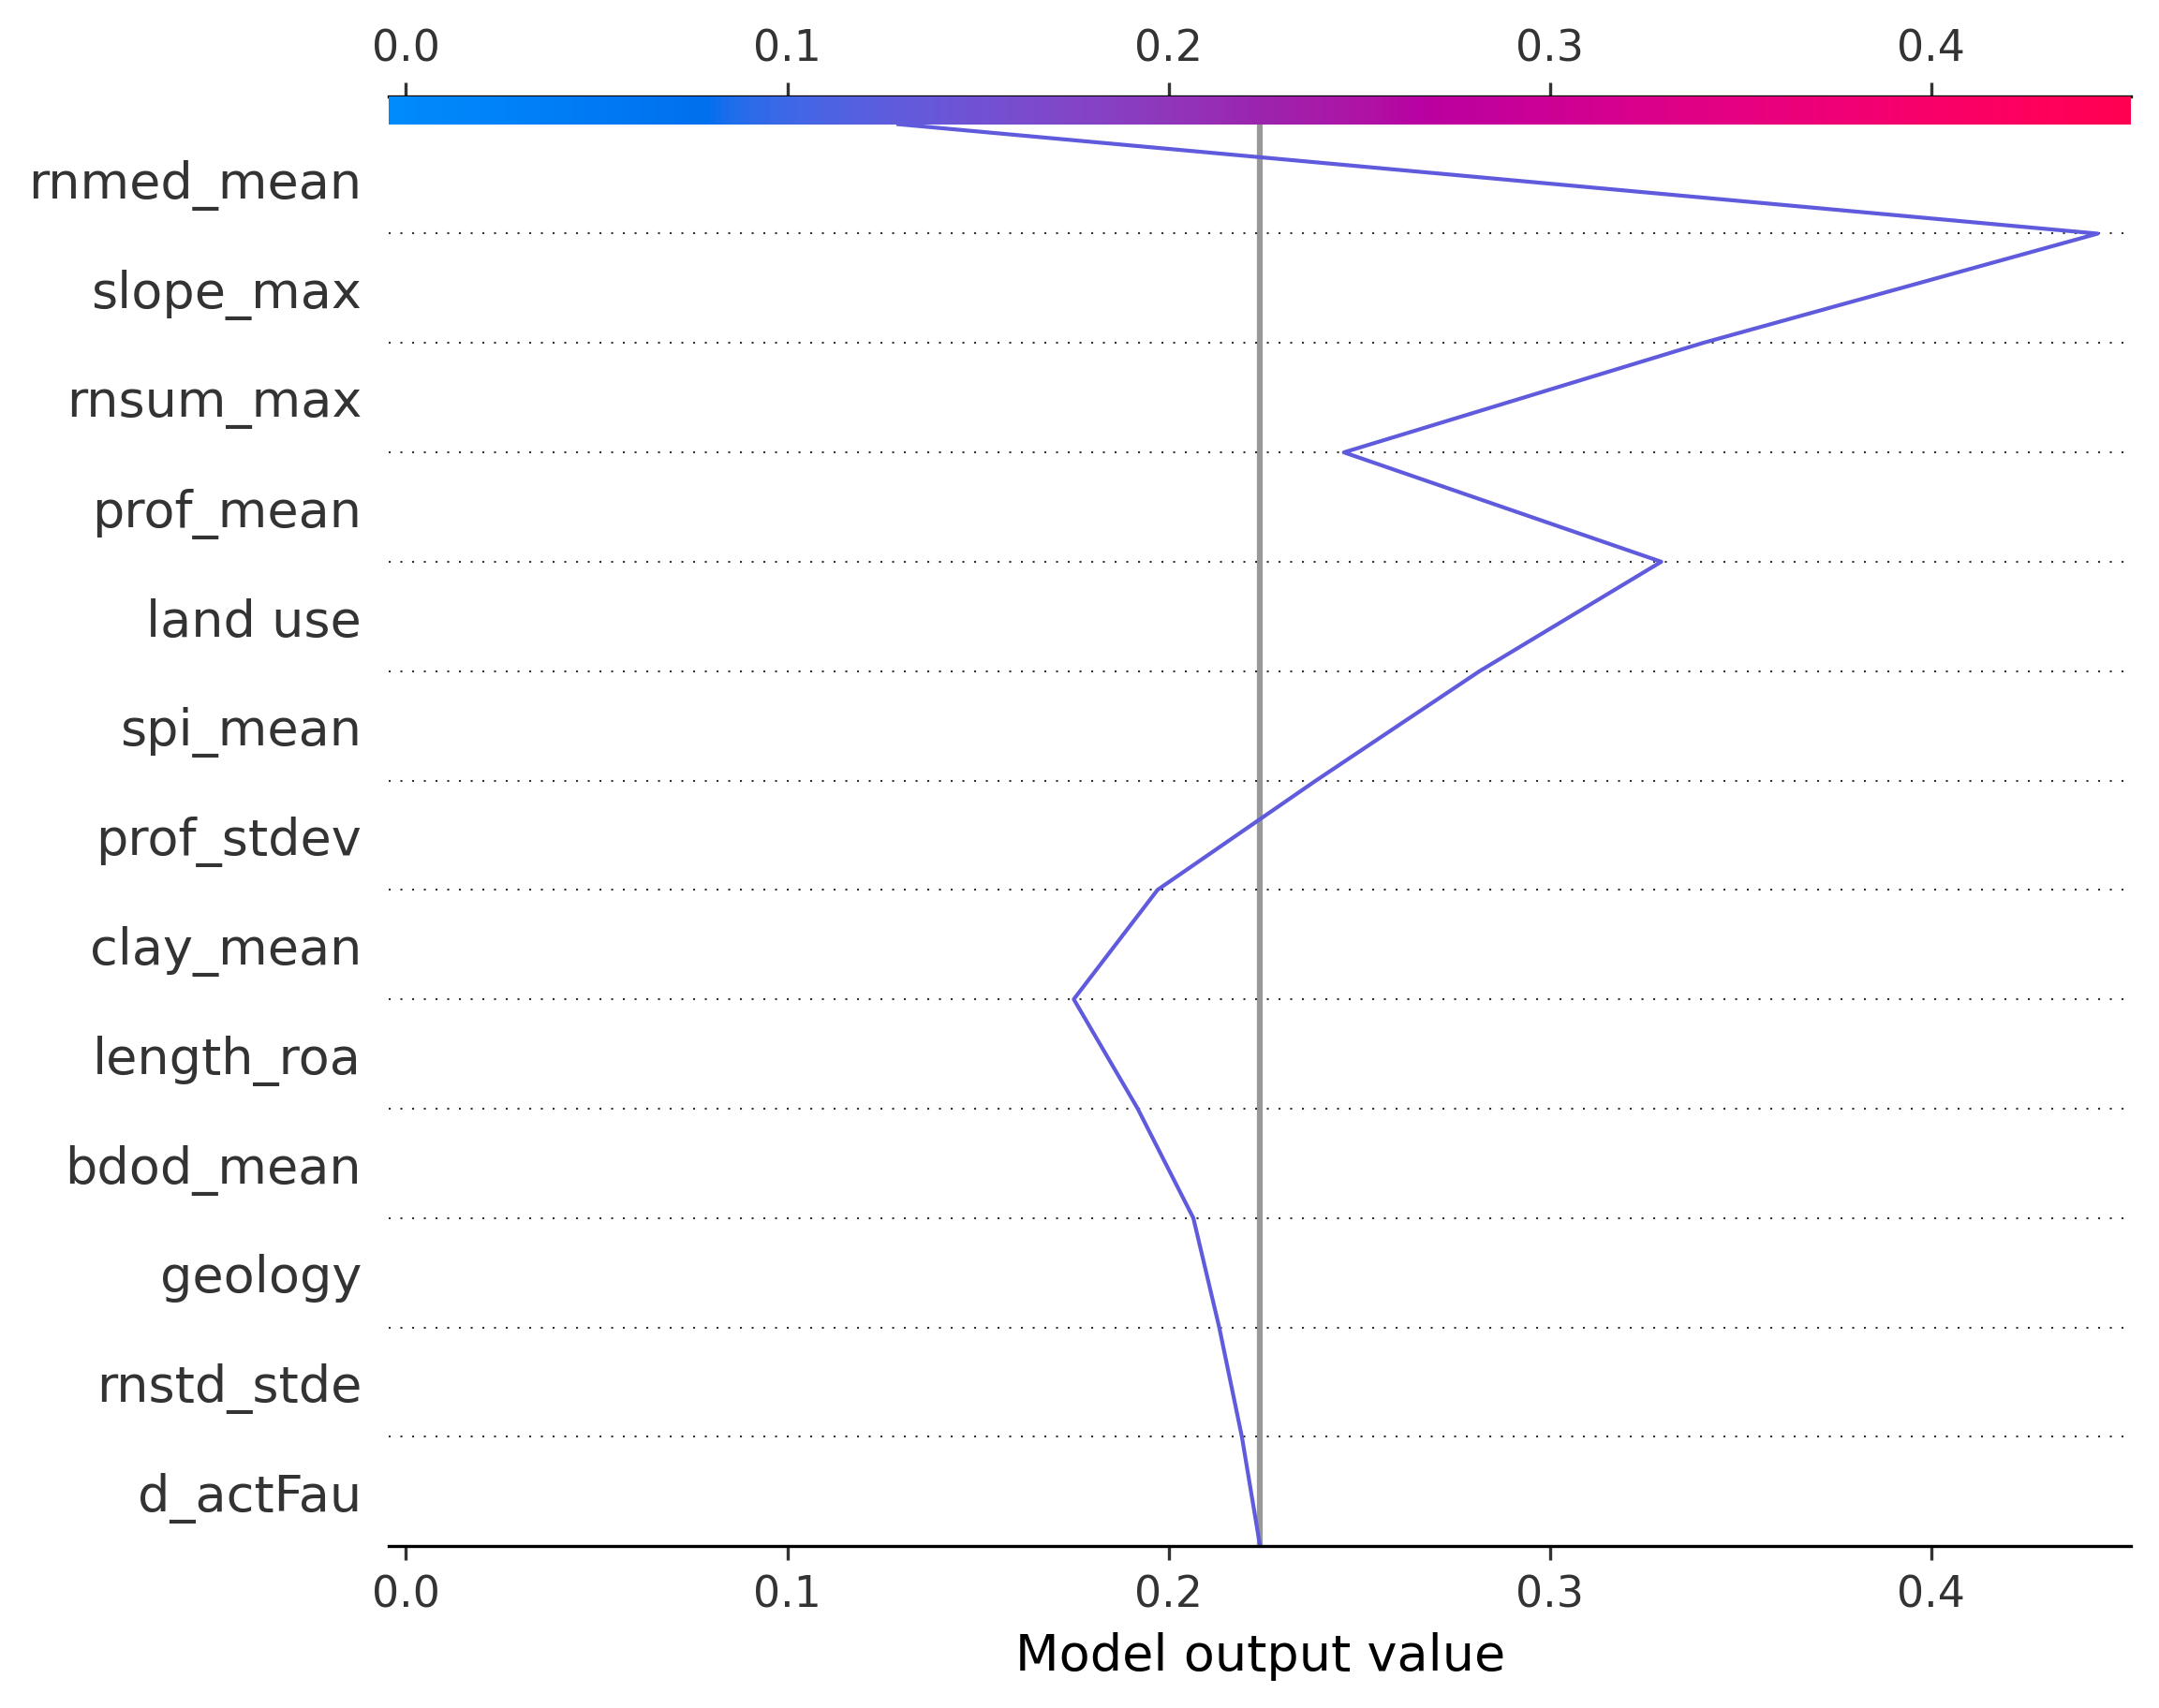 0.0 0.1 0.2 0.3 0.4
rnmed_mean
slope_max
rnsum_max
prof_mean
land use
spi_mean
prof_stdev
clay_mean
length_roa
bdod_mean
geology
rnstd_stde
d_actFau
0.0 0.1 0.2 0.3 0.4
Model output value